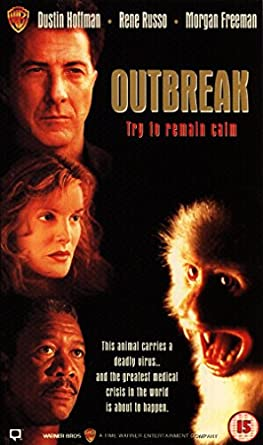 WB
Dustin Hoffman • Rene Russo • Morgan Freeman
OUTBREAK
Try to remain calm
This animal carries a
deadly virus...
and the greatest medical
crisis in the world
is about to happen.
WARNER BROS
A TIME WARNER ENTERTAINMENT COMPANY
15